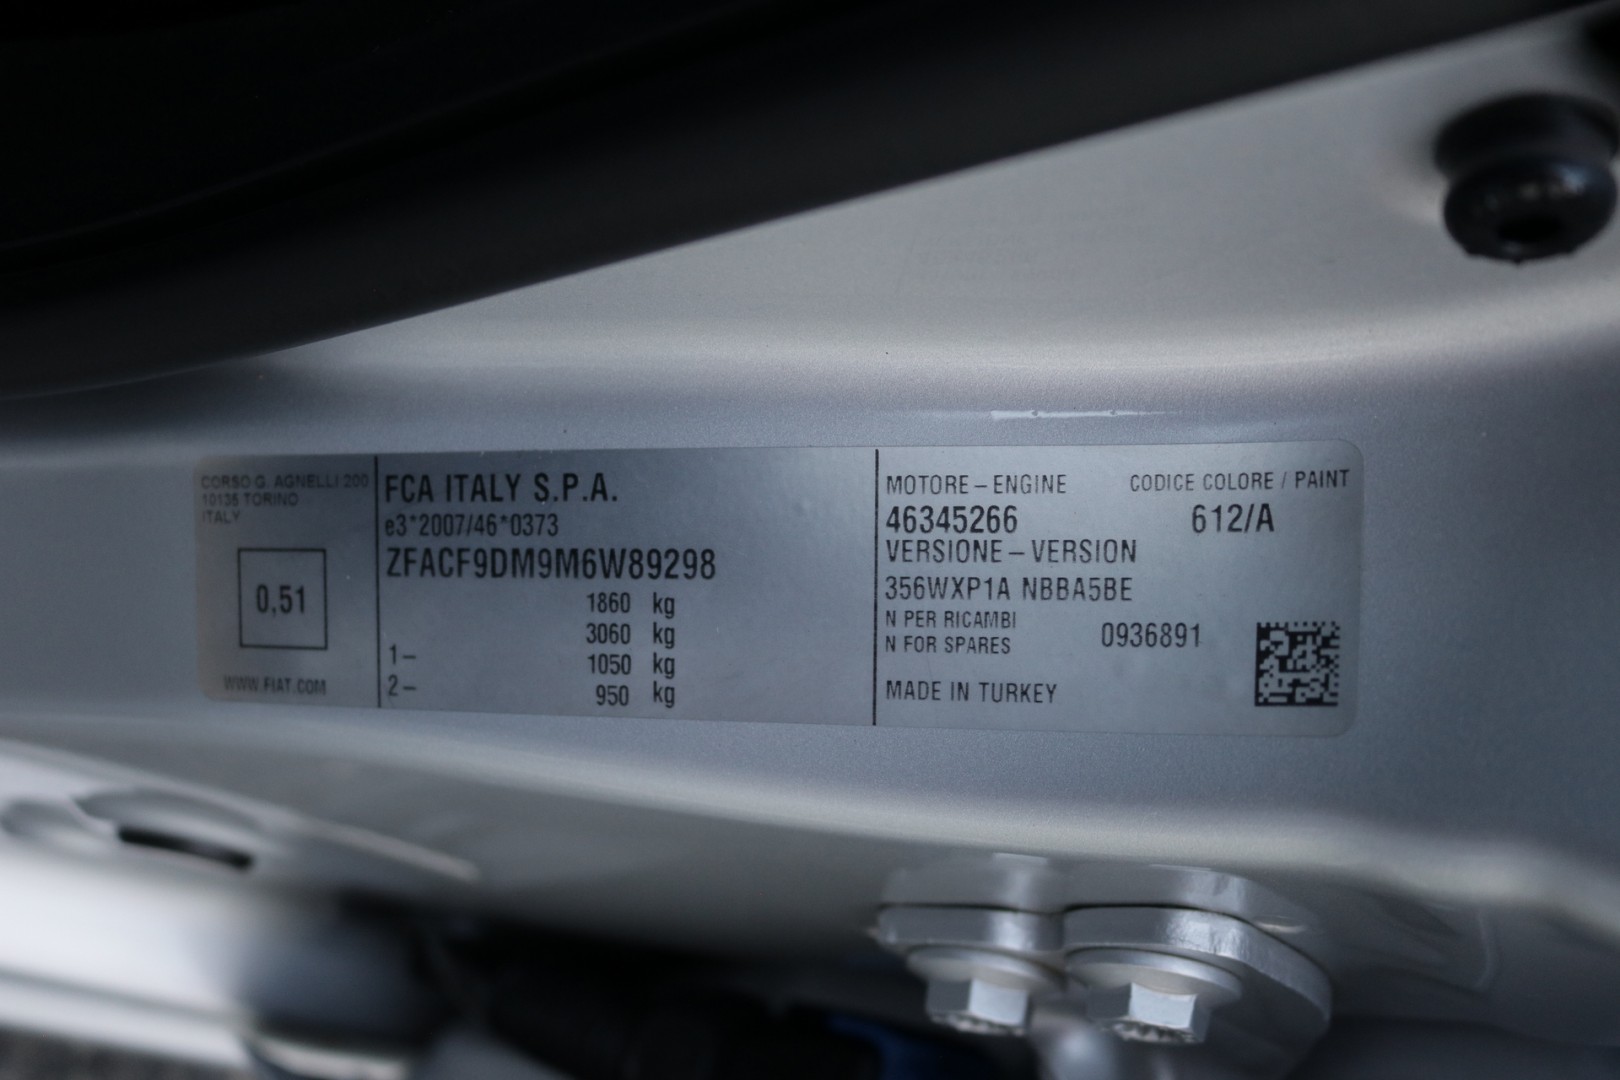 CORSO G. AGNELLI 200
10135 TORINO
ITALY
0,51
WWW.FIAT.COM
FCA ITALY S.P.A.
e3*2007/46*0373
ZFACF9DM9M6W89298
1860 kg
3060 kg
1– 1050 kg
2– 950 kg
MOTORE – ENGINE CODICE COLORE / PAINT
46345266 612/A
VERSIONE – VERSION
356WXP1A NBBA5BE
N PER RICAMBI
N FOR SPARES 0936891
MADE IN TURKEY